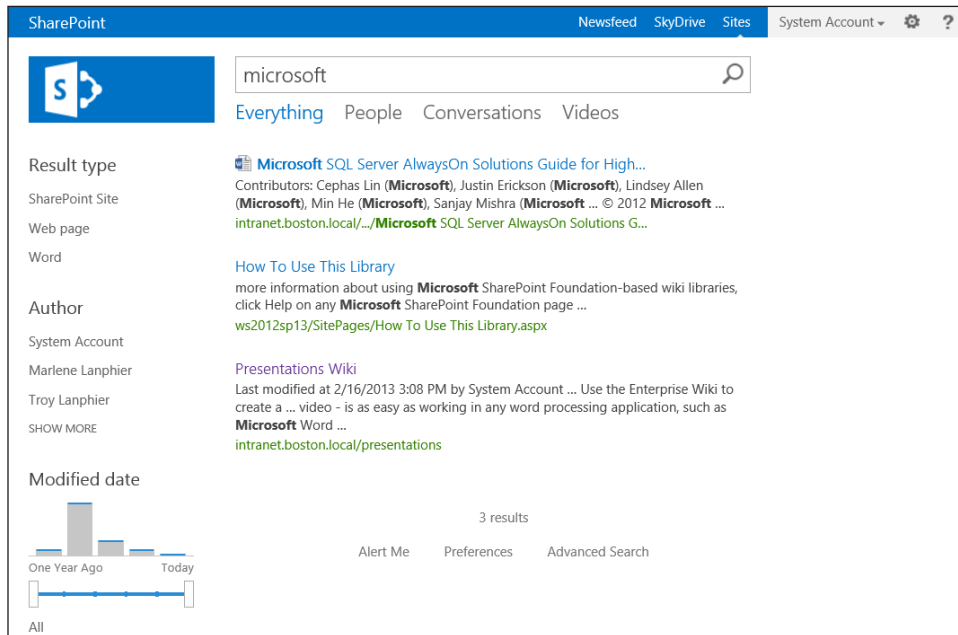 SharePoint
Newsfeed SkyDrive Sites System Account ?
S
microsoft
Everything People Conversations Videos
Result type
SharePoint Site
Web page
Word
Author
System Account
Marlene Lanphier
Troy Lanphier
SHOW MORE
Modified date
One Year Ago Today
All
Microsoft SQL Server AlwaysOn Solutions Guide for High...
Contributors: Cephas Lin (Microsoft), Justin Erickson (Microsoft), Lindsey Allen
(Microsoft), Min He (Microsoft), Sanjay Mishra (Microsoft ... © 2012 Microsoft ...
intranet.boston.local/.../Microsoft SQL Server AlwaysOn Solutions G...
How To Use This Library
more information about using Microsoft SharePoint Foundation-based wiki libraries,
click Help on any Microsoft SharePoint Foundation page ...
ws2012sp13/SitePages/How To Use This Library.aspx
Presentations Wiki
Last modified at 2/16/2013 3:08 PM by System Account ... Use the Enterprise Wiki to
create a ... video - is as easy as working in any word processing application, such as
Microsoft Word ...
intranet.boston.local/presentations
3 results
Alert Me Preferences Advanced Search